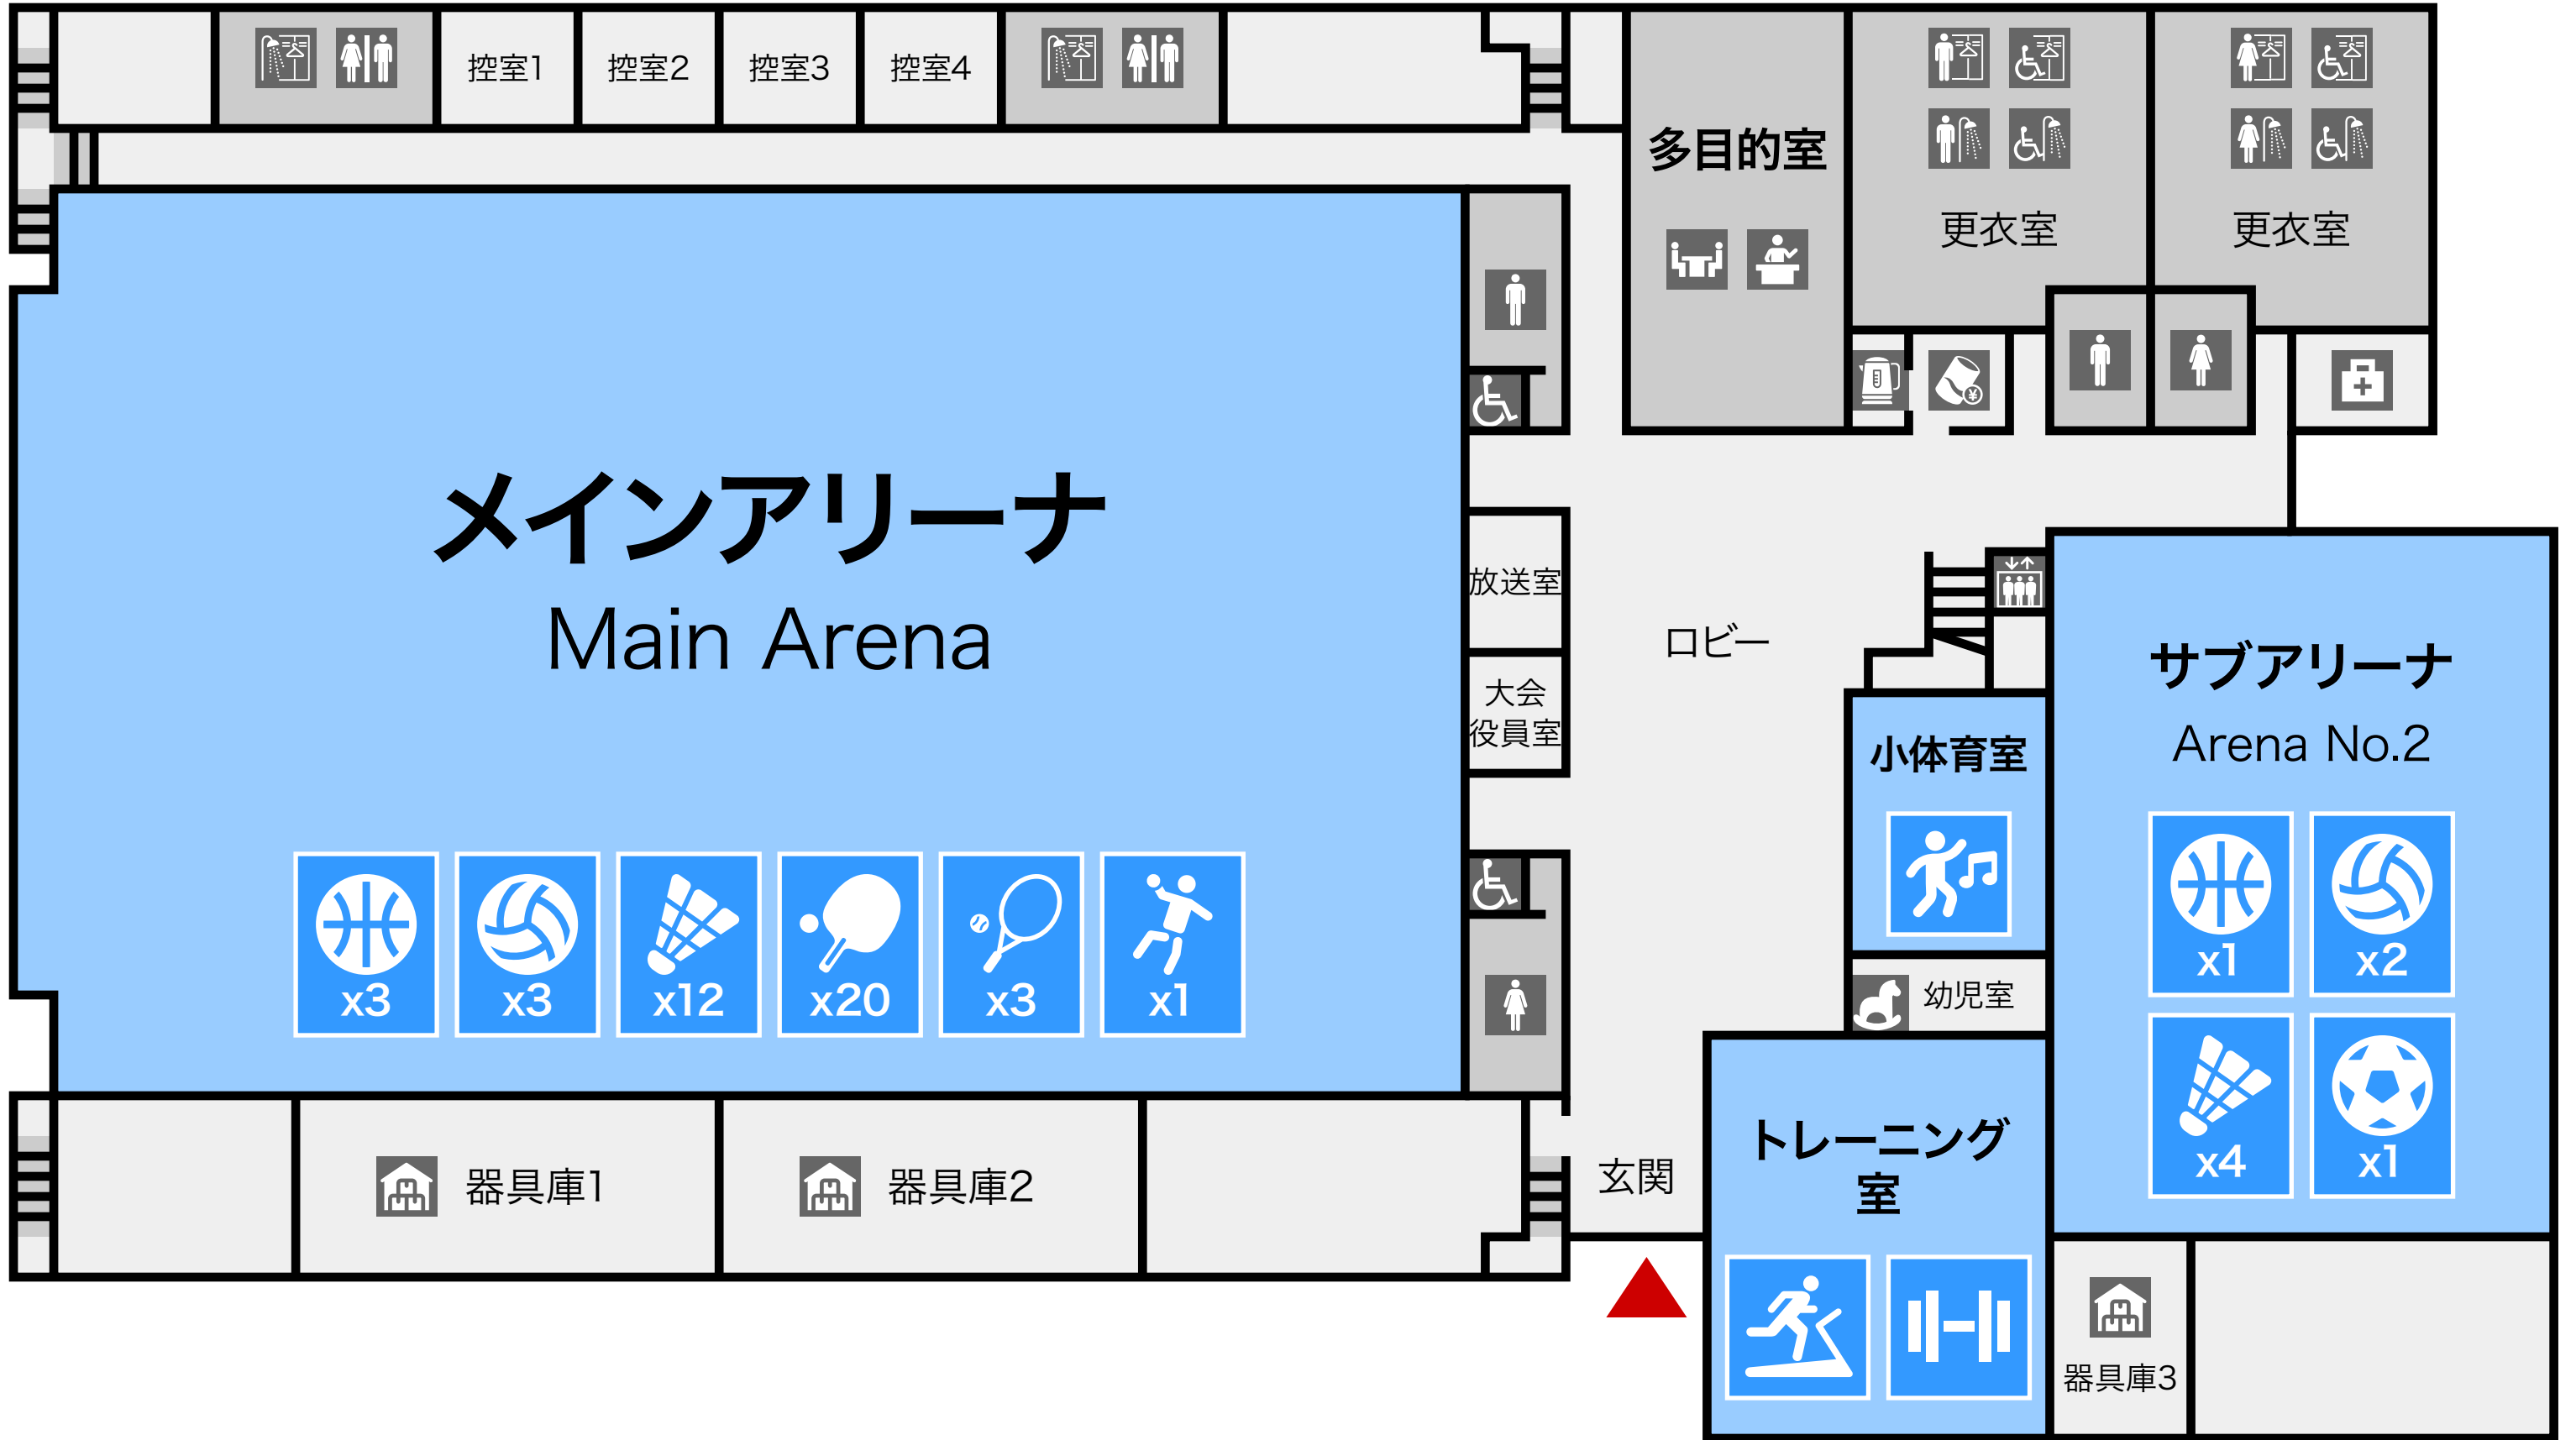 控室1
控室2
控室3
控室4
多目的室
更衣室
更衣室
¥
メインアリーナ
Main Arena
放送室
大会
役員室
ロビー
サブアリーナ
Arena No.2
小体育室
x3
x3
x12
x20
x3
x1
x1
x2
幼児室
x4
x1
トレーニング
室
器具庫1
器具庫2
玄関
器具庫3